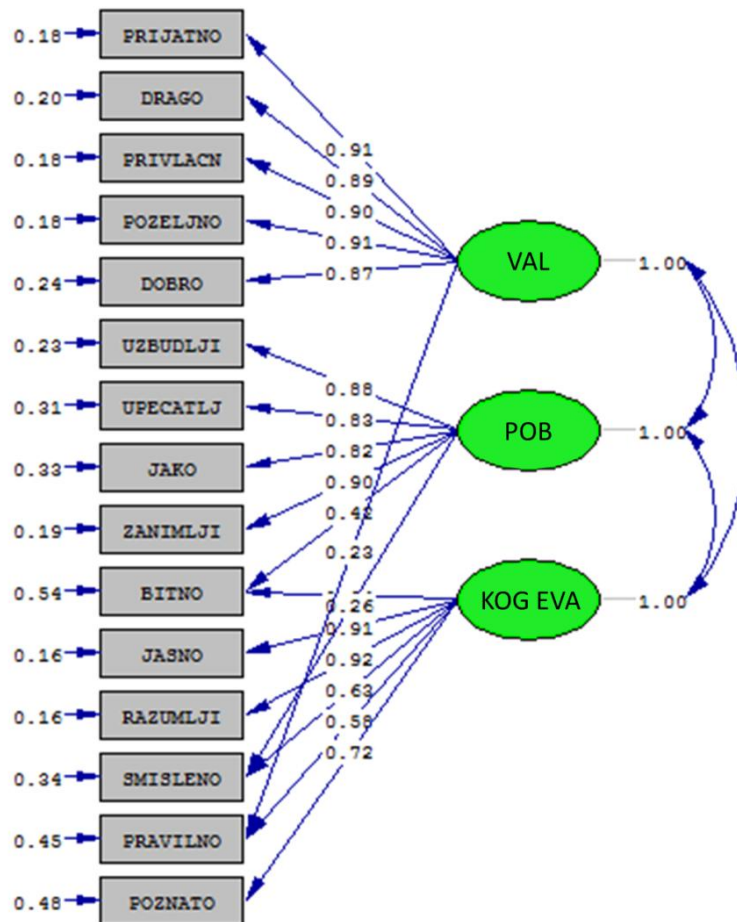 0.18 PRIJATNO
0.20 DRAGO
0.18 PRIVLACN
0.18 POZELJNO
0.24 DOBRO
0.23 UZBUDLJI
0.31 UPECATLJ
0.33 JAKO
0.19 ZANIMLJI
0.54 BITNO
0.16 JASNO
0.16 RAZUMLJI
0.34 SMISLENO
0.45 PRAVILNO
0.48 POZNATO
0.91
0.89
0.90
0.91
0.87
0.88
0.83
0.82
0.90
0.42
0.23
0.26
0.91
0.92
0.63
0.58
0.72
VAL 1.00
POB 1.00
KOG EVA 1.00